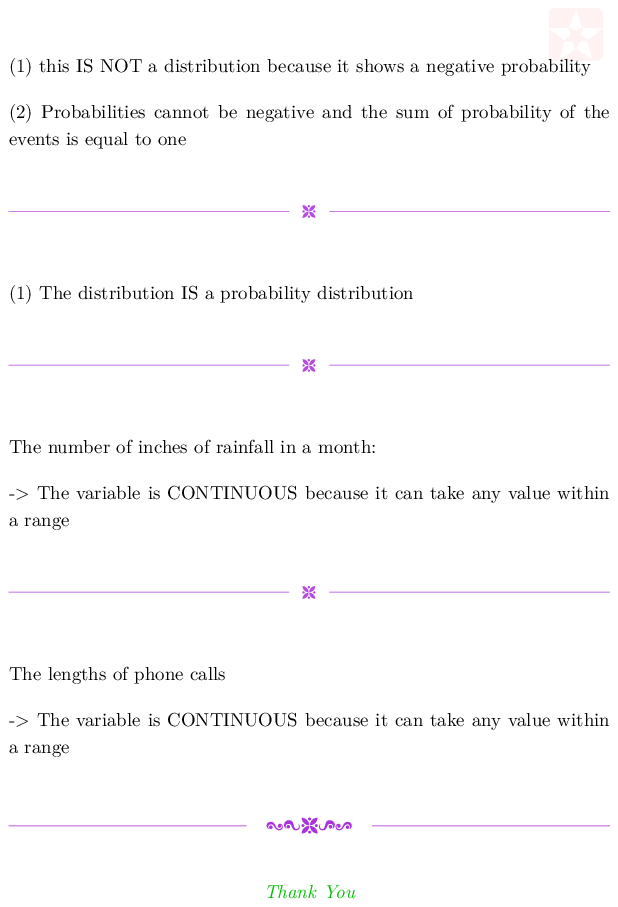 (1) this IS NOT a distribution because it shows a negative probability
(2) Probabilities cannot be negative and the sum of probability of the
events is equal to one
(1) The distribution IS a probability distribution
The number of inches of rainfall in a month:
-> The variable is CONTINUOUS because it can take any value within
a range
The lengths of phone calls
-> The variable is CONTINUOUS because it can take any value within
a range
Thank You